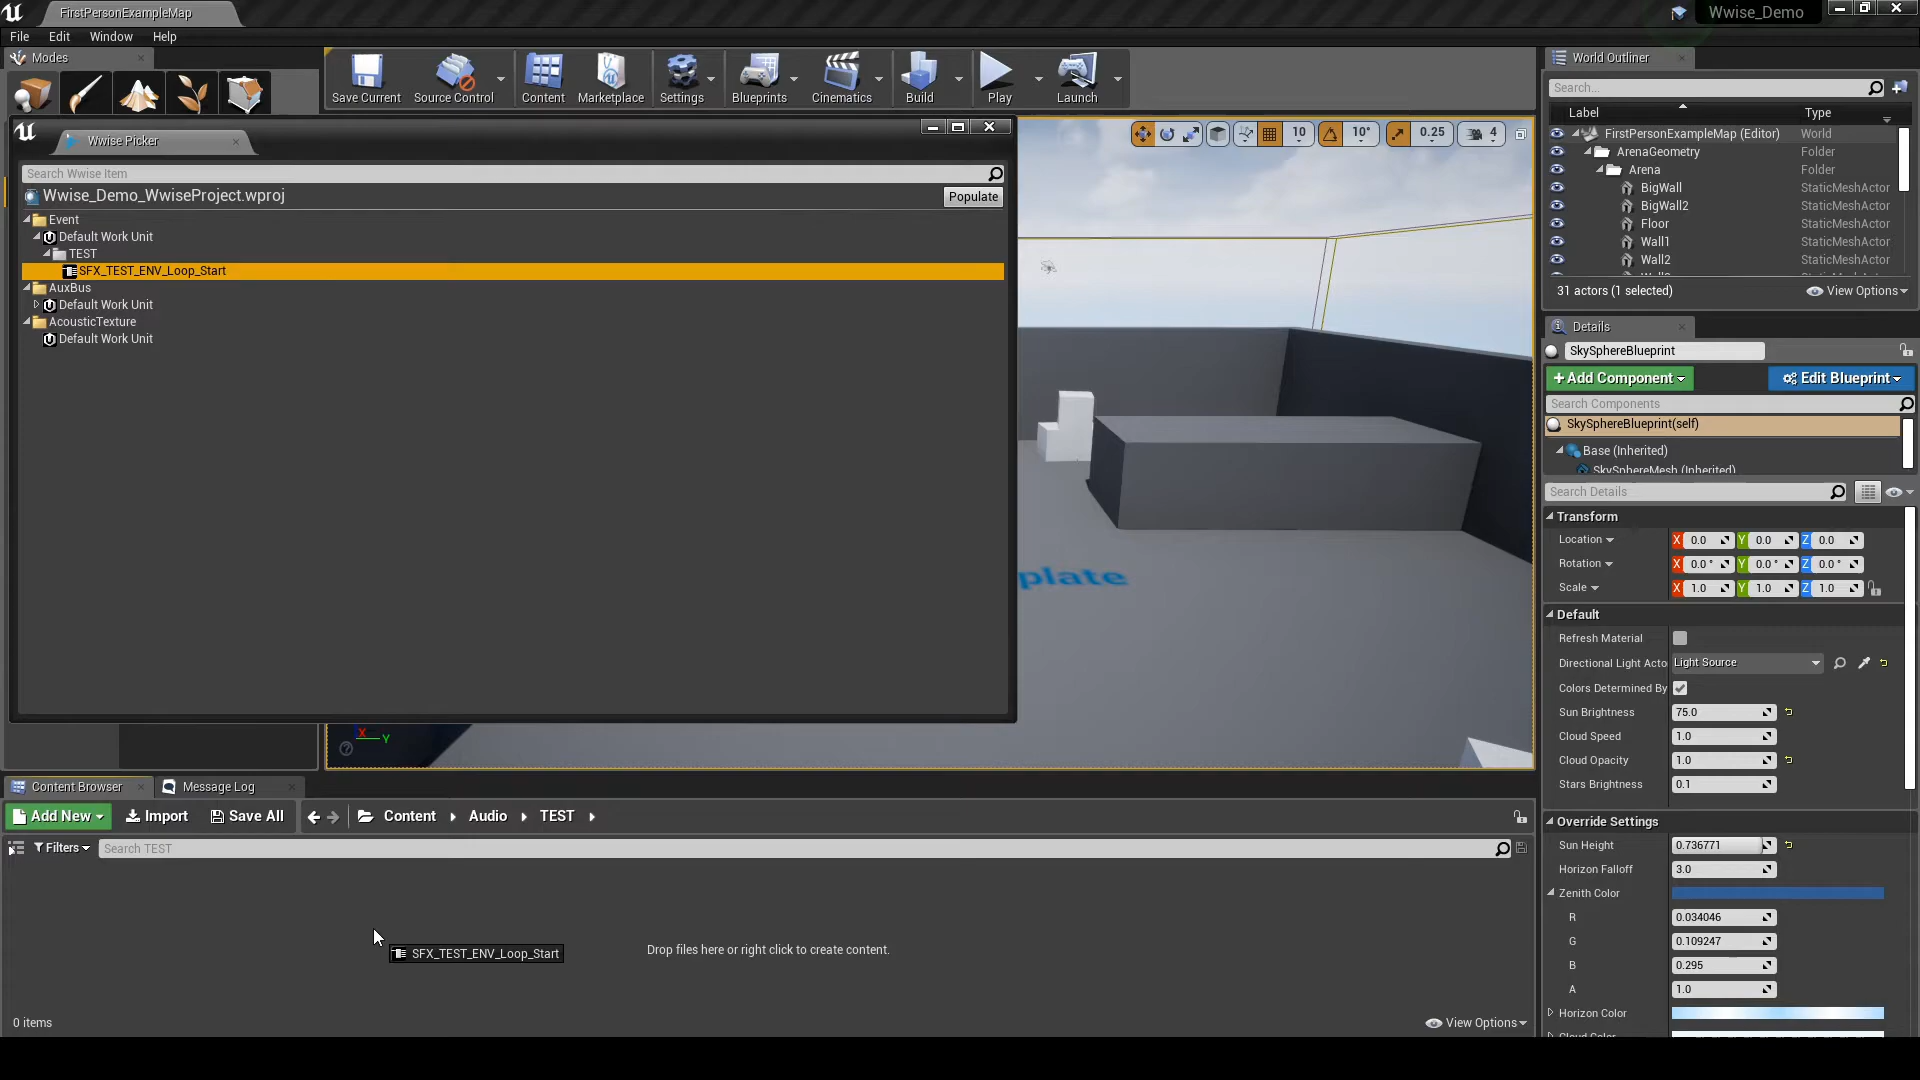 FirstPersonExampleMap
Wwise_Demo
File Edit Window Help
Modes
Save Current
Source Control
Content
Marketplace
Settings
Blueprints
Cinematics
Build
Play
Launch
World Outliner
Search...
Label Type
FirstPersonExampleMap (Editor) World
ArenaGeometry Folder
Arena Folder
BigWall StaticMeshActor
BigWall2 StaticMeshActor
Floor StaticMeshActor
Wall1 StaticMeshActor
Wall2 StaticMeshActor
31 actors (1 selected) View Options
Wwise Picker
Search Wwise Item
Wwise_Demo_WwiseProject.wproj
Populate
Event
Default Work Unit
TEST
SFX_TEST_ENV_Loop_Start
AuxBus
Default Work Unit
AcousticTexture
Default Work Unit
10 10° 0.25 4
plate
X Y
Details
SkySphereBlueprint
+Add Component Edit Blueprint
Search Components
SkySphereBlueprint(self)
Base (Inherited)
SkySphereMesh (Inherited)
Search Details
Transform
Location X 0.0 Y 0.0 Z 0.0
Rotation X 0.0° Y 0.0° Z 0.0°
Scale X 1.0 Y 1.0 Z 1.0
Default
Refresh Material
Directional Light Acto Light Source
Colors Determined By
Sun Brightness 75.0
Cloud Speed 1.0
Cloud Opacity 1.0
Stars Brightness 0.1
Override Settings
Sun Height 0.736771
Horizon Falloff 3.0
Zenith Color
R 0.034046
G 0.109247
B 0.295
A 1.0
Horizon Color
Cloud Color
Content Browser
Message Log
Add New Import Save All Content Audio TEST
Filters Search TEST
SFX_TEST_ENV_Loop_Start
Drop files here or right click to create content.
0 items
View Options